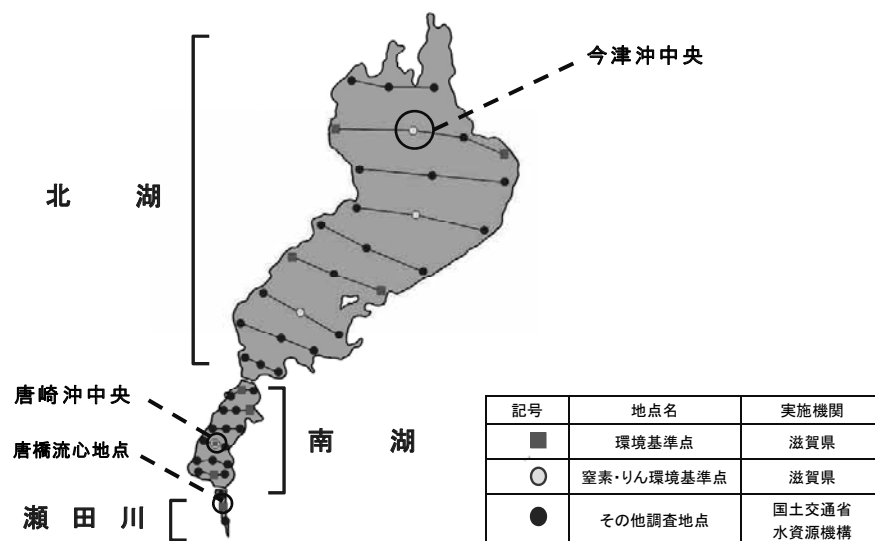 今津沖中央
北湖
唐崎沖中央
唐橋流心地点
南湖
瀬田川
記号 地点名 実施機関
環境基準点 滋賀県
窒素・りん環境基準点 滋賀県
その他調査地点 国土交通省
水資源機構